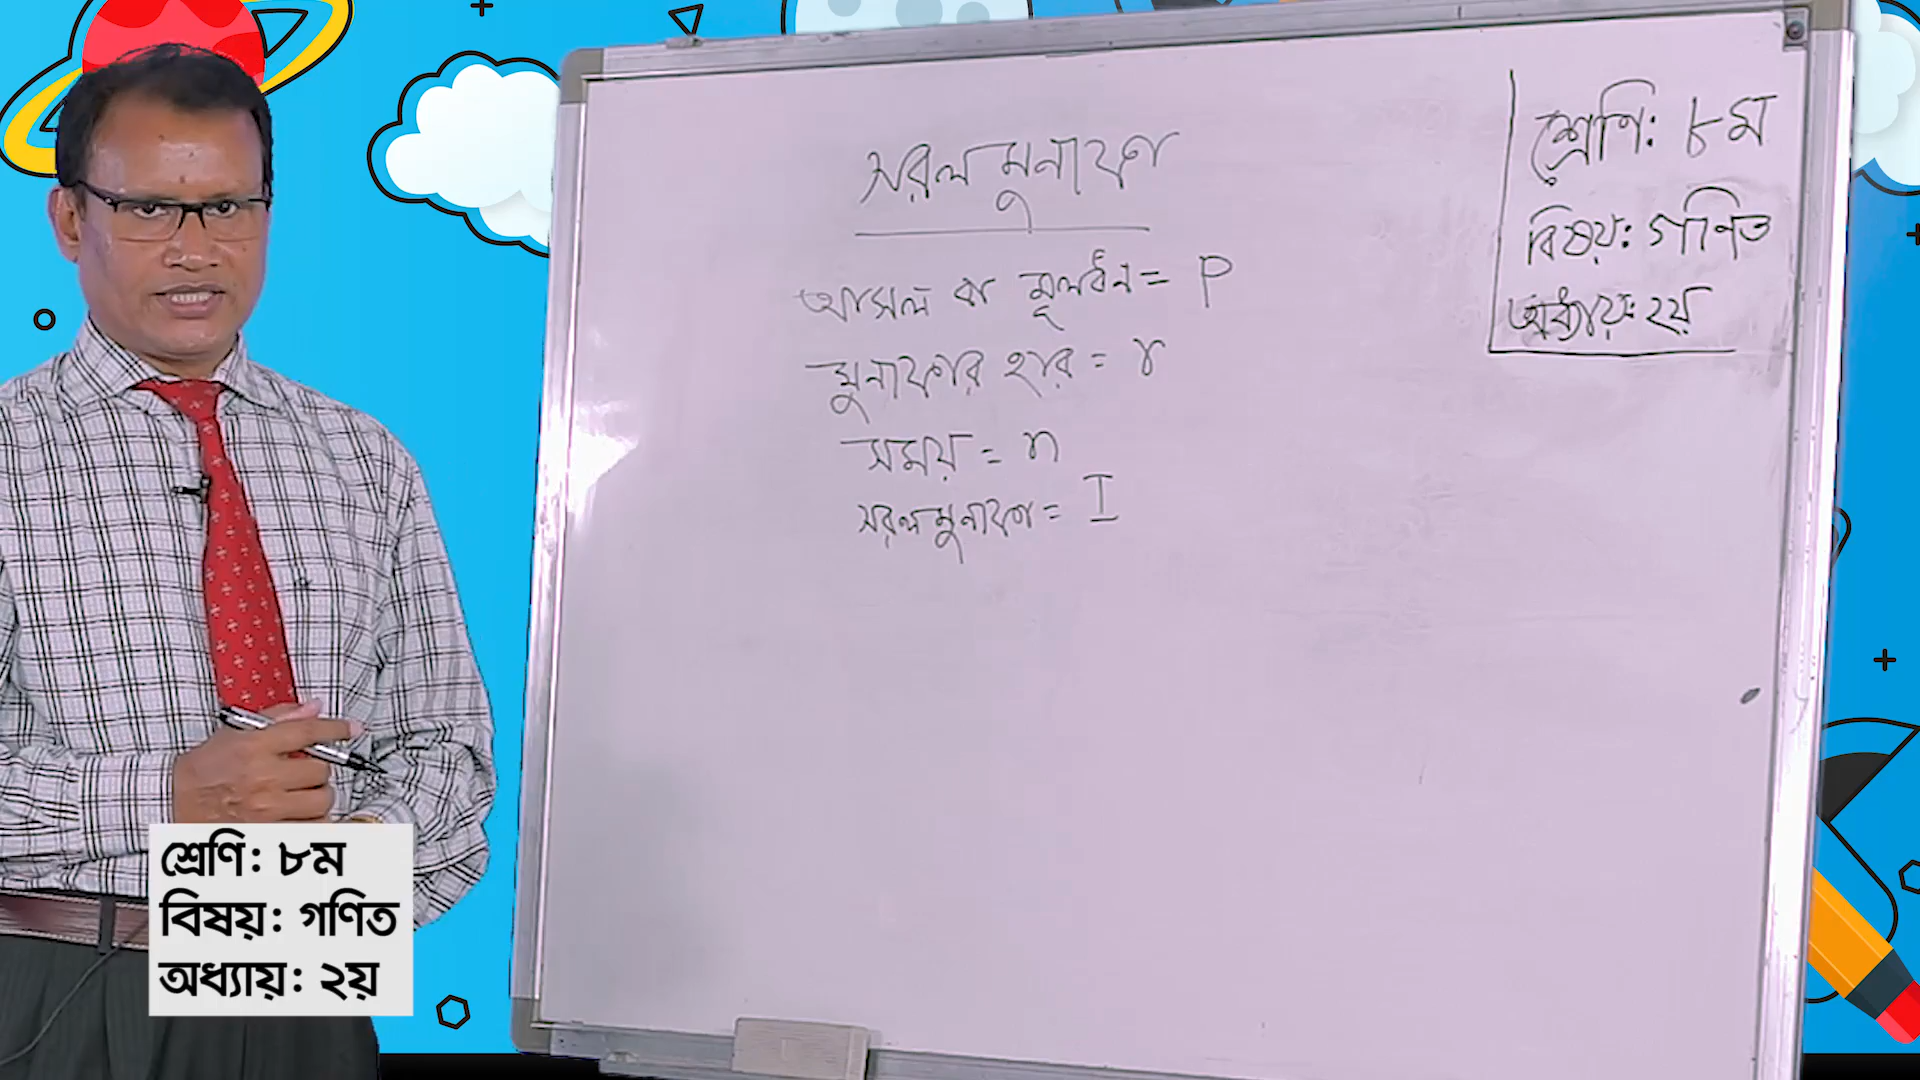 সরল মুনাফা
আসল বা মূলধন = P
মুনাফার হার = r
সময় = n
সরল মুনাফা = I
শ্রেণি: ৮ম
বিষয়: গণিত
অধ্যায়: ২য়
শ্রেণি: ৮ম
বিষয়: গণিত
অধ্যায়: ২য়